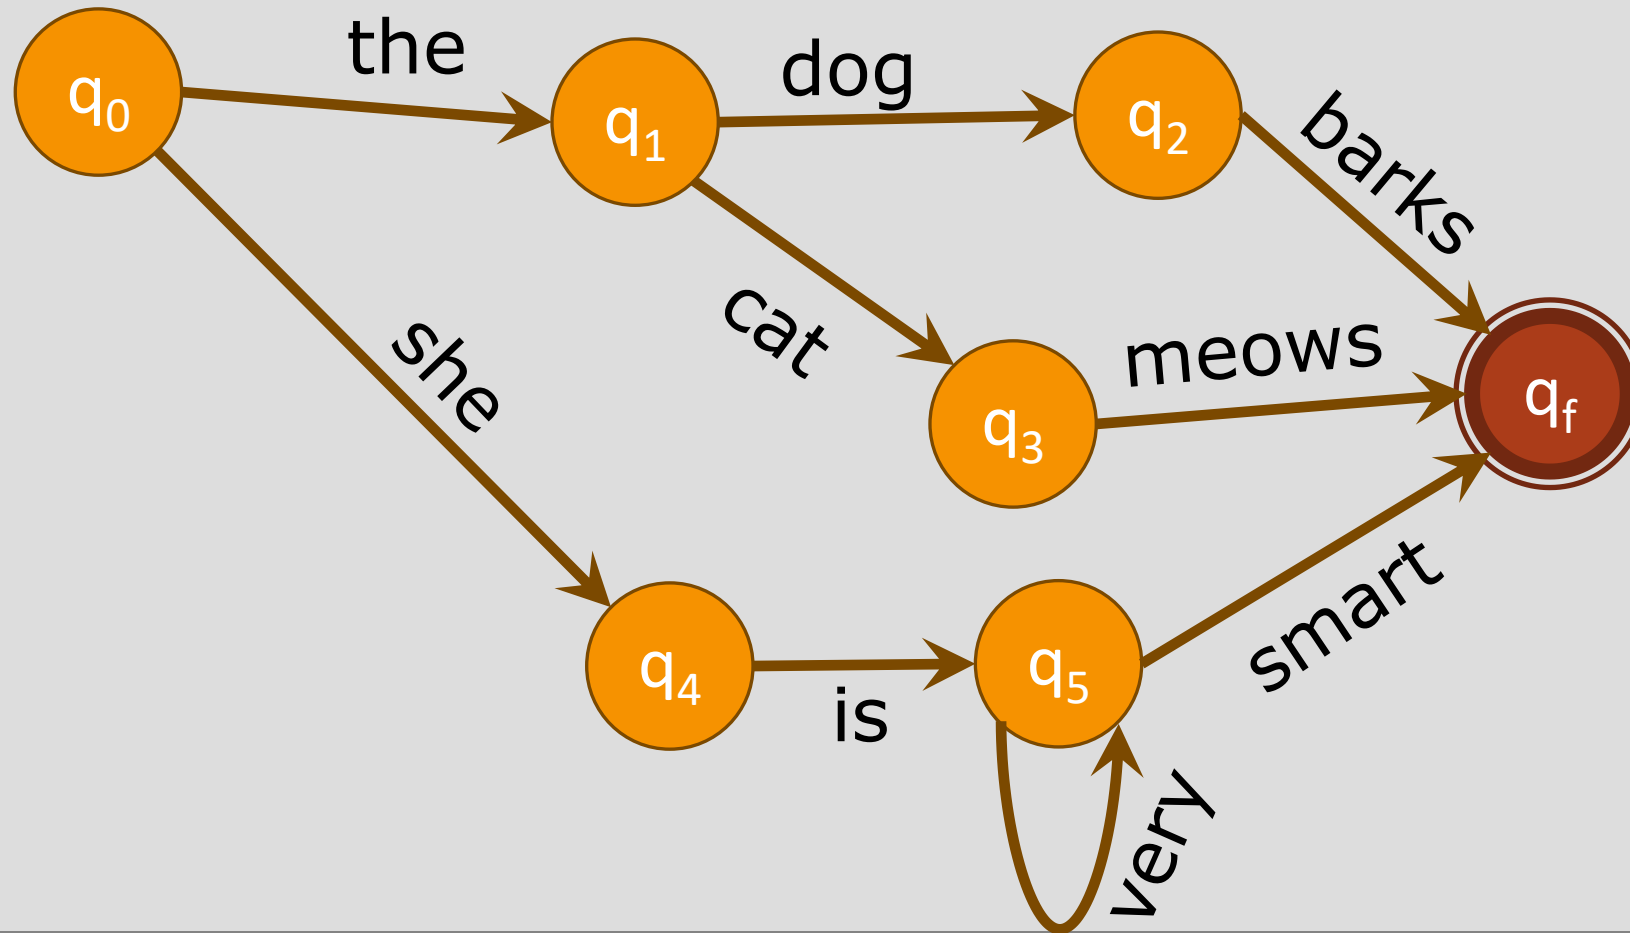 q0
the
q1
dog
q2
barks
she
cat
q3
meows
qf
q4
is
q5
smart
very